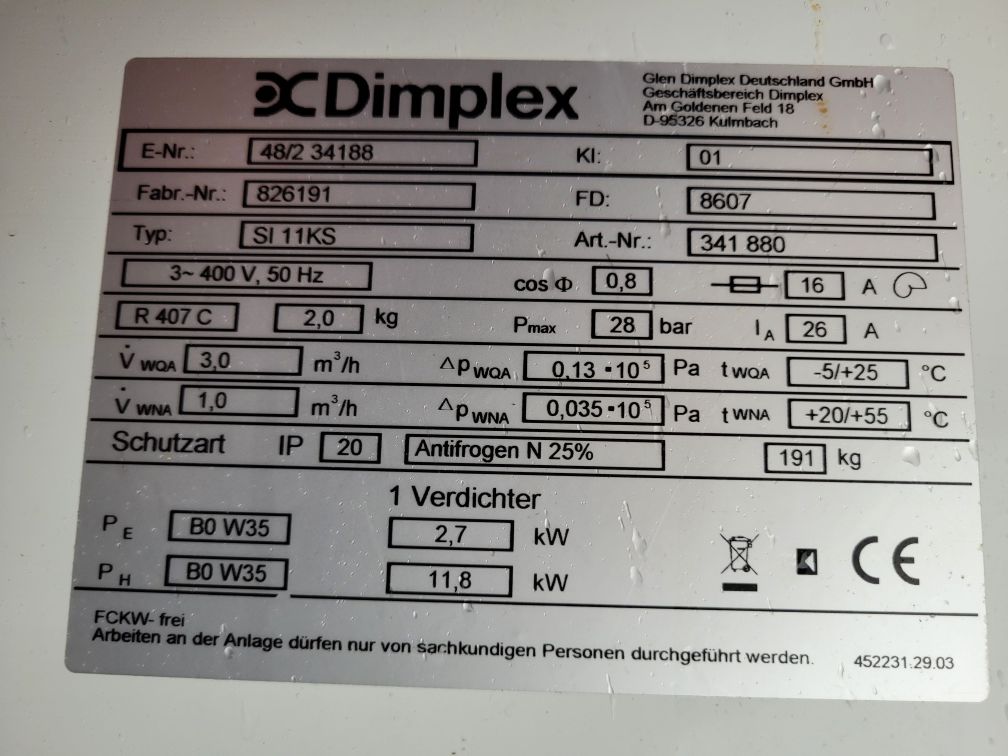 Dimplex
Glen Dimplex Deutschland GmbH
Geschäftsbereich Dimplex
Am Goldenen Feld 18
D-95326 Kulmbach
E-Nr.: 48/2 34188 KI: 01
Fabr.-Nr.: 826191 FD: 8607
Typ: SI 11KS Art.-Nr.: 341 880
3~ 400 V, 50 Hz cos Φ 0,8 16 A
R 407 C 2,0 kg Pmax 28 bar IA 26 A
V̇ WQA 3,0 m³/h △pWQA 0,13 ▪10⁵ Pa t WQA -5/+25 °C
V̇ WNA 1,0 m³/h △pWNA 0,035▪10⁵ Pa t WNA +20/+55 °C
Schutzart IP 20 Antifrogen N 25% 191 kg
1 Verdichter
PE B0 W35 2,7 kW
PH B0 W35 11,8 kW
CE
FCKW- frei
Arbeiten an der Anlage dürfen nur von sachkundigen Personen durchgeführt werden. 452231.29.03